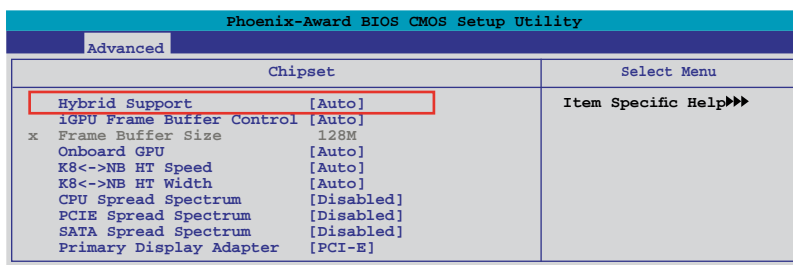 Phoenix-Award BIOS CMOS Setup Utility
Advanced
Chipset
Select Menu
Hybrid Support [Auto]
Item Specific Help
iGPU Frame Buffer Control [Auto]
x Frame Buffer Size 128M
Onboard GPU [Auto]
K8<->NB HT Speed [Auto]
K8<->NB HT Width [Auto]
CPU Spread Spectrum [Disabled]
PCIE Spread Spectrum [Disabled]
SATA Spread Spectrum [Disabled]
Primary Display Adapter [PCI-E]